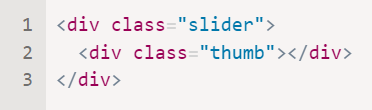 1 <div class="slider">
2   <div class="thumb"></div>
3 </div>